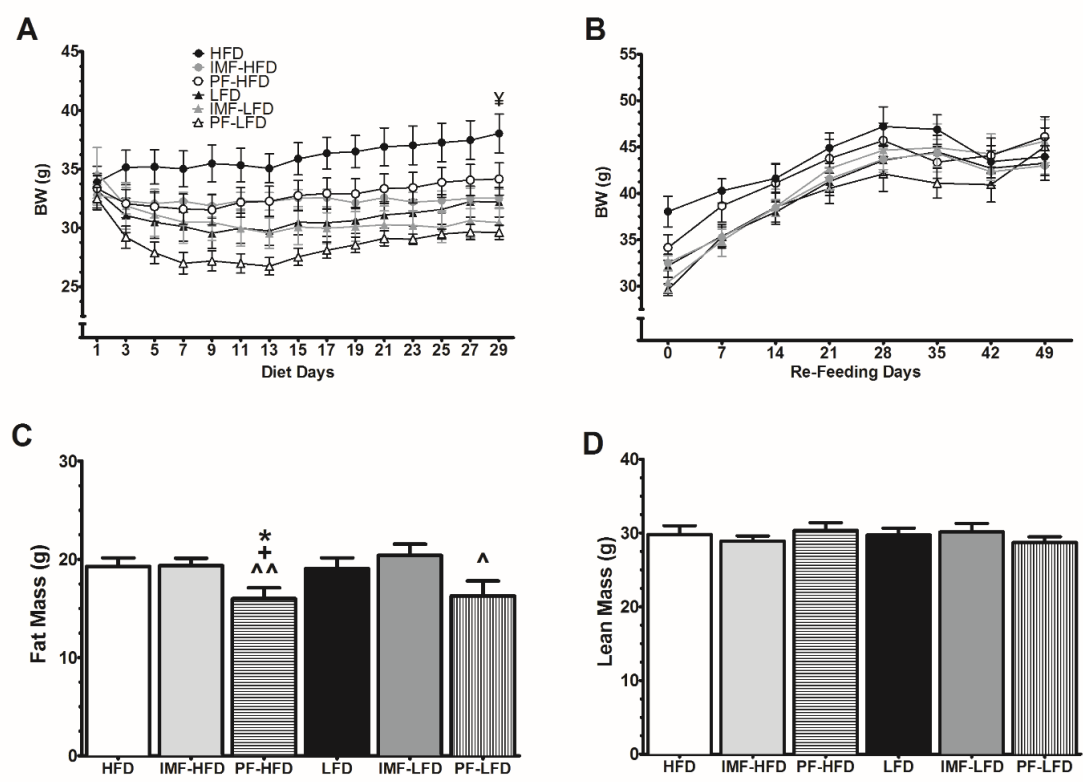 A
45
40
35
30
25
BW (g)
HFD
IMF-HFD
PF-HFD
LFD
IMF-LFD
PF-LFD
¥
1 3 5 7 9 11 13 15 17 19 21 23 25 27 29
Diet Days
B
55
50
45
40
35
30
BW (g)
0 7 14 21 28 35 42 49
Re-Feeding Days
C
30
20
10
0
Fat Mass (g)
*
+
^^
^
HFD IMF-HFD PF-HFD LFD IMF-LFD PF-LFD
D
40
30
20
10
0
Lean Mass (g)
HFD IMF-HFD PF-HFD LFD IMF-LFD PF-LFD